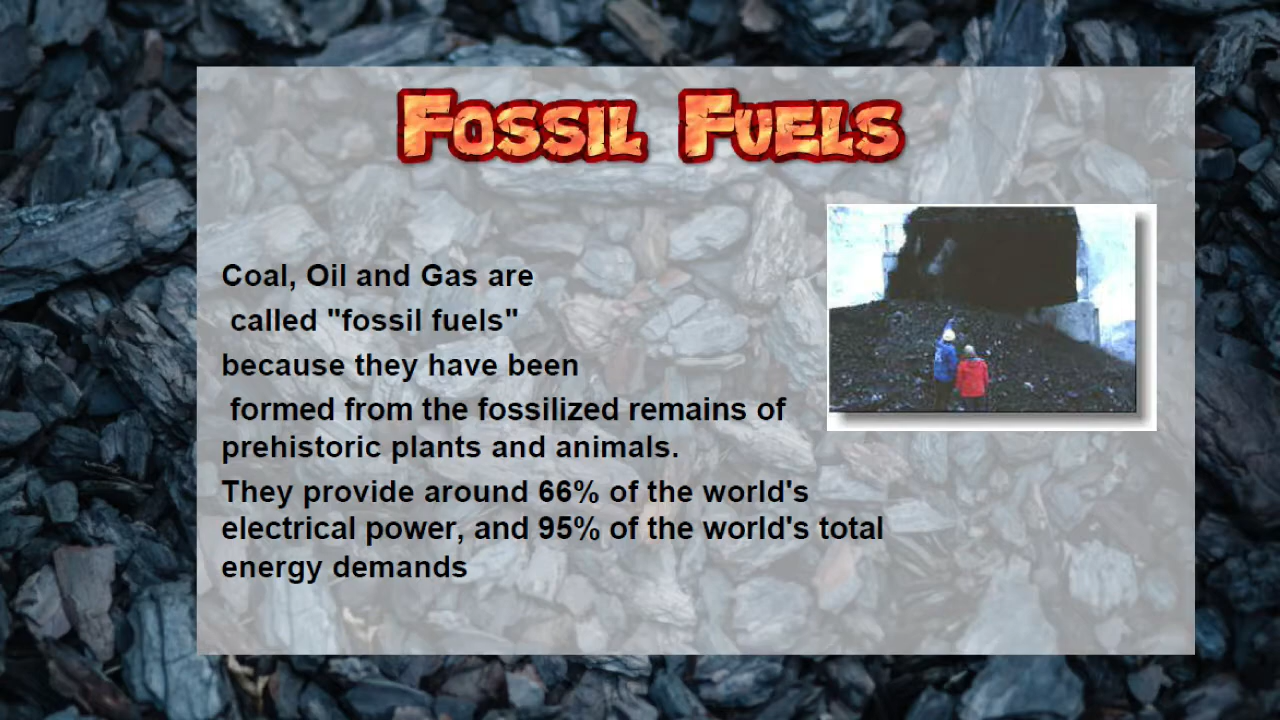 Fossil Fuels
Coal, Oil and Gas are
called "fossil fuels"
because they have been
formed from the fossilized remains of
prehistoric plants and animals.
They provide around 66% of the world's
electrical power, and 95% of the world's total
energy demands